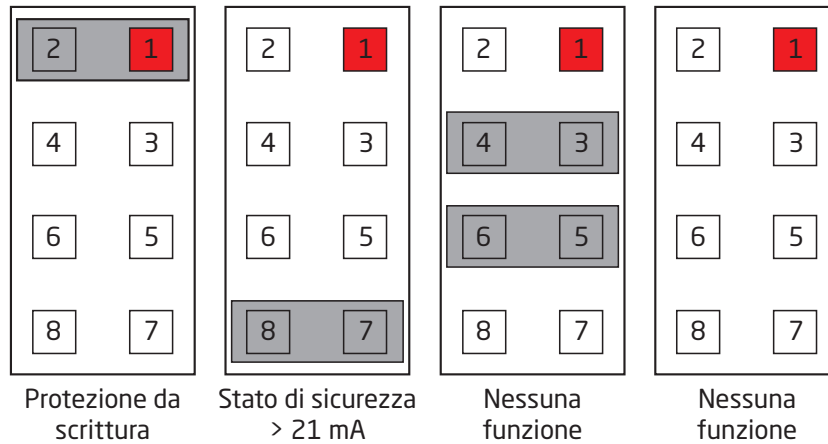 2 1 2 1 2 1 2 1
4 3 4 3 4 3 4 3
6 5 6 5 6 5 6 5
8 7 8 7 8 7 8 7
Protezione da Stato di sicurezza Nessuna Nessuna
scrittura > 21 mA funzione funzione